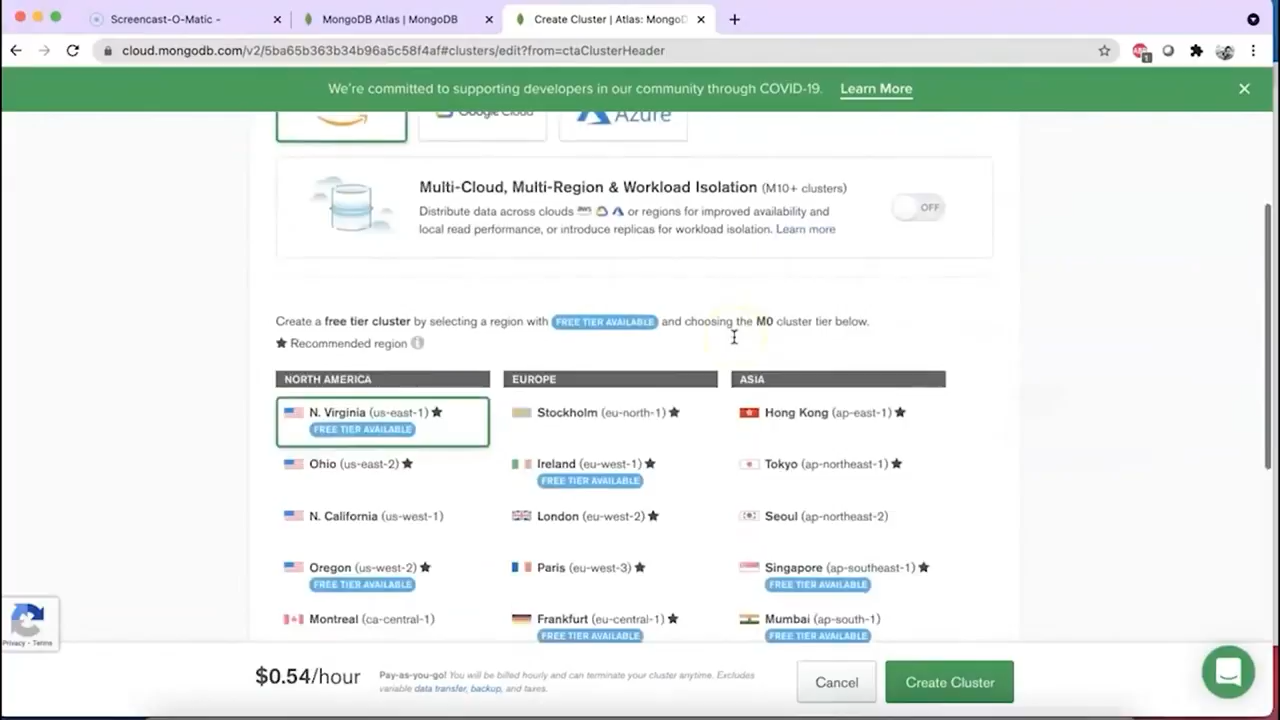 Screencast-O-Matic -
MongoDB Atlas | MongoDB
Create Cluster | Atlas: MongoD
cloud.mongodb.com/v2/5ba65b363b34b96a5c58f4af#clusters/edit?from=ctaClusterHeader
We're committed to supporting developers in our community through COVID-19. Learn More
Google Cloud
Azure
Multi-Cloud, Multi-Region & Workload Isolation (M10+ clusters)
Distribute data across clouds aws or regions for improved availability and
local read performance, or introduce replicas for workload isolation. Learn more
OFF
Create a free tier cluster by selecting a region with FREE TIER AVAILABLE and choosing the M0 cluster tier below.
★ Recommended region
NORTH AMERICA
N. Virginia (us-east-1) ★
FREE TIER AVAILABLE
Ohio (us-east-2) ★
N. California (us-west-1)
Oregon (us-west-2) ★
FREE TIER AVAILABLE
Montreal (ca-central-1)
EUROPE
Stockholm (eu-north-1) ★
Ireland (eu-west-1) ★
FREE TIER AVAILABLE
London (eu-west-2) ★
Paris (eu-west-3) ★
Frankfurt (eu-central-1) ★
FREE TIER AVAILABLE
ASIA
Hong Kong (ap-east-1) ★
Tokyo (ap-northeast-1) ★
Seoul (ap-northeast-2)
Singapore (ap-southeast-1) ★
FREE TIER AVAILABLE
Mumbai (ap-south-1)
FREE TIER AVAILABLE
Privacy - Terms
$0.54/hour
Pay-as-you-go! You will be billed hourly and can terminate your cluster anytime. Excludes
variable data transfer, backup, and taxes.
Cancel
Create Cluster